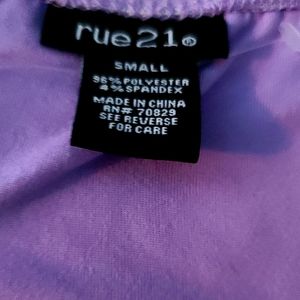 rue21®
SMALL
96% POLYESTER
4% SPANDEX
MADE IN CHINA
RN# 70829
SEE REVERSE
FOR CARE